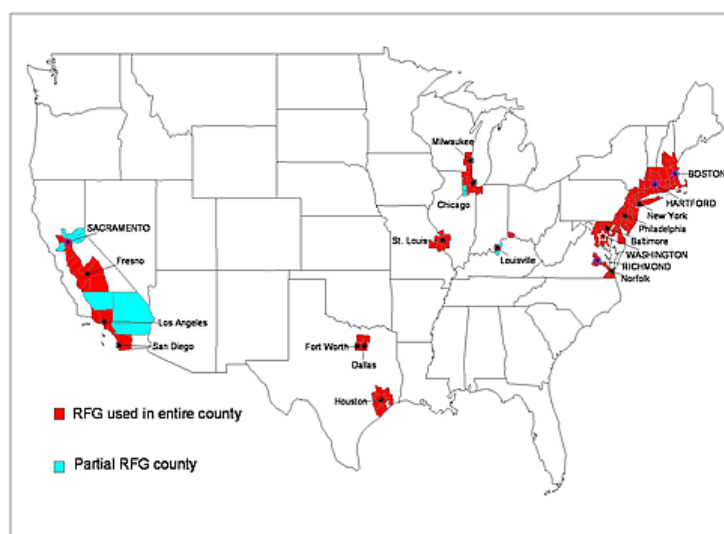 Milwaukee
BOSTON
Chicago
HARTFORD
New York
SACRAMENTO
Philadelphia
St. Louis
Baltimore
Louisville
WASHINGTON
Fresno
RICHMOND
Norfolk
Los Angeles
San Diego
Fort Worth
Dallas
Houston
RFG used in entire county
Partial RFG county